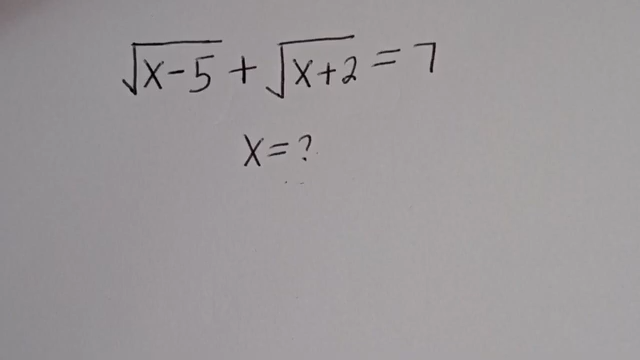 √(x-5) + √(x+2) = 7
x = ?